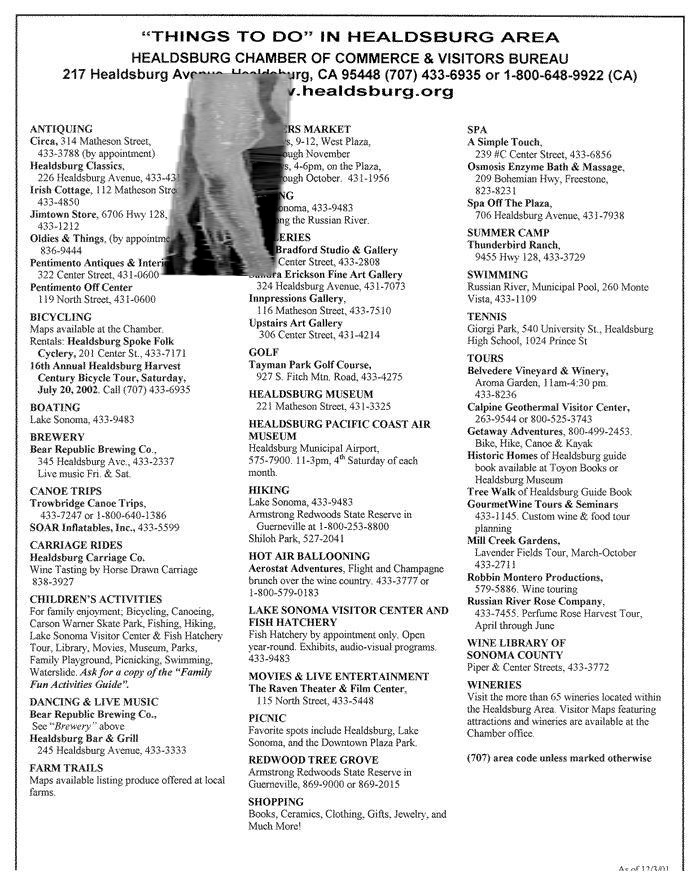 "THINGS TO DO" IN HEALDSBURG AREA
HEALDSBURG CHAMBER OF COMMERCE & VISITORS BUREAU
217 Healdsburg Avenue, Healdsburg, CA 95448 (707) 433-6935 or 1-800-648-9922 (CA)
.healdsburg.org
ANTIQUING
Circa, 314 Matheson Street,
433-3788 (by appointment)
Healdsburg Classics,
226 Healdsburg Avenue, 433-43
Irish Cottage, 112 Matheson Stre
433-4850
Jimtown Store, 6706 Hwy 128,
433-1212
Oldies & Things, (by appointme
836-9444
Pentimento Antiques & Interi
322 Center Street, 431-0600
Pentimento Off Center
119 North Street, 431-0600
BICYCLING
Maps available at the Chamber.
Rentals: Healdsburg Spoke Folk
Cyclery, 201 Center St., 433-7171
16th Annual Healdsburg Harvest
Century Bicycle Tour, Saturday,
July 20, 2002. Call (707) 433-6935
BOATING
Lake Sonoma, 433-9483
BREWERY
Bear Republic Brewing Co.,
345 Healdsburg Ave., 433-2337
Live music Fri. & Sat.
CANOE TRIPS
Trowbridge Canoe Trips,
433-7247 or 1-800-640-1386
SOAR Inflatables, Inc., 433-5599
CARRIAGE RIDES
Healdsburg Carriage Co.
Wine Tasting by Horse Drawn Carriage
838-3927
CHILDREN'S ACTIVITIES
For family enjoyment; Bicycling, Canoeing,
Carson Warner Skate Park, Fishing, Hiking,
Lake Sonoma Visitor Center & Fish Hatchery
Tour, Library, Movies, Museum, Parks,
Family Playground, Picnicking, Swimming,
Waterslide. Ask for a copy of the "Family
Fun Activities Guide".
DANCING & LIVE MUSIC
Bear Republic Brewing Co.,
See "Brewery" above
Healdsburg Bar & Grill
245 Healdsburg Avenue, 433-3333
FARM TRAILS
Maps available listing produce offered at local
farms.
ERS MARKET
s, 9-12, West Plaza,
ough November
s, 4-6pm, on the Plaza,
ough October. 431-1956
NG
onoma, 433-9483
ng the Russian River.
LERIES
Bradford Studio & Gallery
Center Street, 433-2808
Erickson Fine Art Gallery
324 Healdsburg Avenue, 431-7073
Innpressions Gallery,
116 Matheson Street, 433-7510
Upstairs Art Gallery
306 Center Street, 431-4214
GOLF
Tayman Park Golf Course,
927 S. Fitch Mtn. Road, 433-4275
HEALDSBURG MUSEUM
221 Matheson Street, 431-3325
HEALDSBURG PACIFIC COAST AIR
MUSEUM
Healdsburg Municipal Airport,
575-7900. 11-3pm, 4th Saturday of each
month.
HIKING
Lake Sonoma, 433-9483
Armstrong Redwoods State Reserve in
Guerneville at 1-800-253-8800
Shiloh Park, 527-2041
HOT AIR BALLOONING
Aerostat Adventures, Flight and Champagne
brunch over the wine country. 433-3777 or
1-800-579-0183
LAKE SONOMA VISITOR CENTER AND
FISH HATCHERY
Fish Hatchery by appointment only. Open
year-round. Exhibits, audio-visual programs.
433-9483
MOVIES & LIVE ENTERTAINMENT
The Raven Theater & Film Center,
115 North Street, 433-5448
PICNIC
Favorite spots include Healdsburg, Lake
Sonoma, and the Downtown Plaza Park.
REDWOOD TREE GROVE
Armstrong Redwoods State Reserve in
Guerneville, 869-9000 or 869-2015
SHOPPING
Books, Ceramics, Clothing, Gifts, Jewelry, and
Much More!
SPA
A Simple Touch,
239 #C Center Street, 433-6856
Osmosis Enzyme Bath & Massage,
209 Bohemian Hwy, Freestone,
823-8231
Spa Off The Plaza,
706 Healdsburg Avenue, 431-7938
SUMMER CAMP
Thunderbird Ranch,
9455 Hwy 128, 433-3729
SWIMMING
Russian River, Municipal Pool, 260 Monte
Vista, 433-1109
TENNIS
Giorgi Park, 540 University St., Healdsburg
High School, 1024 Prince St
TOURS
Belvedere Vineyard & Winery,
Aroma Garden, 11am-4:30 pm.
433-8236
Calpine Geothermal Visitor Center,
263-9544 or 800-525-3743
Getaway Adventures, 800-499-2453.
Bike, Hike, Canoe & Kayak
Historic Homes of Healdsburg guide
book available at Toyon Books or
Healdsburg Museum
Tree Walk of Healdsburg Guide Book
GourmetWine Tours & Seminars
433-1145. Custom wine & food tour
planning
Mill Creek Gardens,
Lavender Fields Tour, March-October
433-2711
Robbin Montero Productions,
579-5886. Wine touring
Russian River Rose Company,
433-7455. Perfume Rose Harvest Tour,
April through June
WINE LIBRARY OF
SONOMA COUNTY
Piper & Center Streets, 433-3772
WINERIES
Visit the more than 65 wineries located within
the Healdsburg Area. Visitor Maps featuring
attractions and wineries are available at the
Chamber office.
(707) area code unless marked otherwise
As of 12/3/01